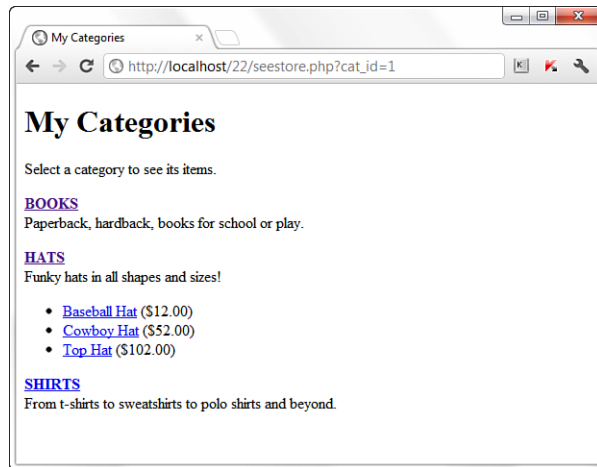 My Categories
http://localhost/22/seestore.php?cat_id=1
My Categories
Select a category to see its items.
BOOKS
Paperback, hardback, books for school or play.
HATS
Funky hats in all shapes and sizes!
• Baseball Hat ($12.00)
• Cowboy Hat ($52.00)
• Top Hat ($102.00)
SHIRTS
From t-shirts to sweatshirts to polo shirts and beyond.